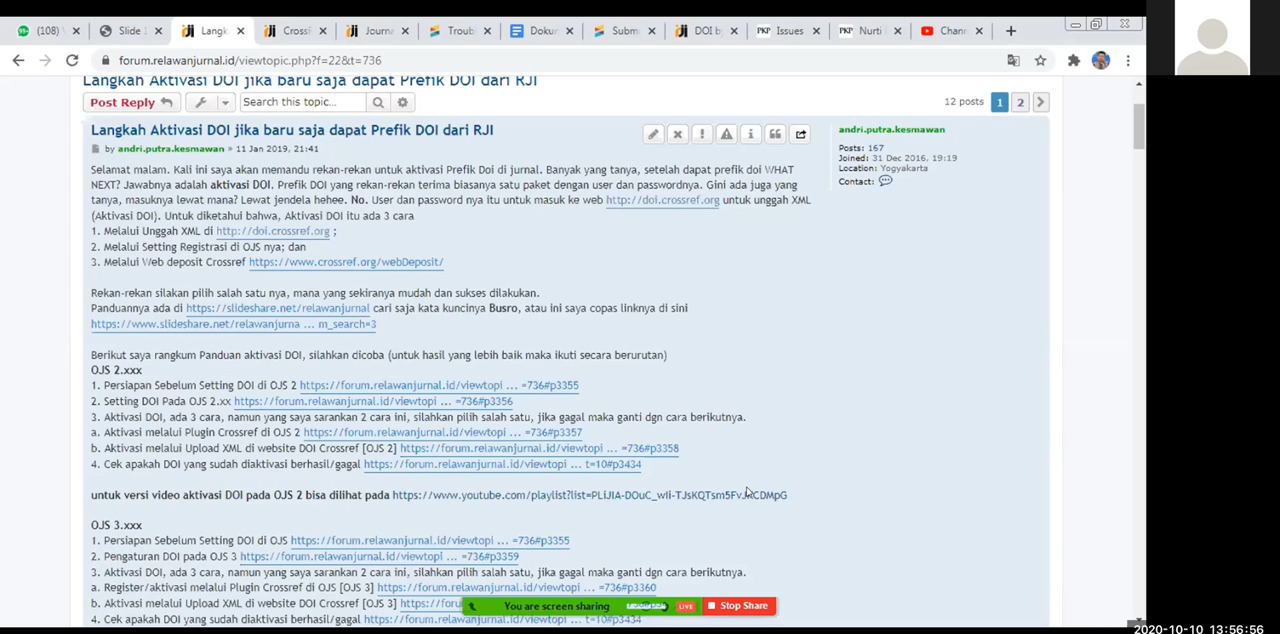 (108)
Slide 1
Langk
Crossf
Journa
Troub
Dokun
Subm
DOI by
PKP Issues
PKP Nurti
Chann
forum.relawanjurnal.id/viewtopic.php?f=22&t=736
Langkah Aktivasi DOI jika baru saja dapat Prefik DOI dari RJI
Post Reply
Search this topic...
12 posts
1
2
Langkah Aktivasi DOI jika baru saja dapat Prefik DOI dari RJI
by andri.putra.kesmawan » 11 Jan 2019, 21:41
andri.putra.kesmawan
Posts: 167
Joined: 31 Dec 2016, 19:19
Location: Yogyakarta
Contact:
Selamat malam. Kali ini saya akan memandu rekan-rekan untuk aktivasi Prefik Doi di jurnal. Banyak yang tanya, setelah dapat prefik doi WHAT
NEXT? Jawabnya adalah aktivasi DOI. Prefik DOI yang rekan-rekan terima biasanya satu paket dengan user dan passwordnya. Gini ada juga yang
tanya, masuknya lewat mana? Lewat jendela hehee. No. User dan password nya itu untuk masuk ke web http://doi.crossref.org untuk unggah XML
(Aktivasi DOI). Untuk diketahui bahwa, Aktivasi DOI itu ada 3 cara
1. Melalui Unggah XML di http://doi.crossref.org ;
2. Melalui Setting Registrasi di OJS nya; dan
3. Melalui Web deposit Crossref https://www.crossref.org/webDeposit/
Rekan-rekan silakan pilih salah satu nya, mana yang sekiranya mudah dan sukses dilakukan.
Panduannya ada di https://slideshare.net/relawanjurnal cari saja kata kuncinya Busro, atau ini saya copas linknya di sini
https://www.slideshare.net/relawanjurna ... m_search=3
Berikut saya rangkum Panduan aktivasi DOI, silahkan dicoba (untuk hasil yang lebih baik maka ikuti secara berurutan)
OJS 2.xxx
1. Persiapan Sebelum Setting DOI di OJS 2 https://forum.relawanjurnal.id/viewtopi ... =736#p3355
2. Setting DOI Pada OJS 2.xx https://forum.relawanjurnal.id/viewtopi ... =736#p3356
3. Aktivasi DOI, ada 3 cara, namun yang saya sarankan 2 cara ini, silahkan pilih salah satu, jika gagal maka ganti dgn cara berikutnya.
a. Aktivasi melalui Plugin Crossref di OJS 2 https://forum.relawanjurnal.id/viewtopi ... =736#p3357
b. Aktivasi melalui Upload XML di website DOI Crossref [OJS 2] https://forum.relawanjurnal.id/viewtopi ... =736#p3358
4. Cek apakah DOI yang sudah diaktivasi berhasil/gagal https://forum.relawanjurnal.id/viewtopi ... t=10#p3434
untuk versi video aktivasi DOI pada OJS 2 bisa dilihat pada
OJS 3.xxx
1. Persiapan Sebelum Setting DOI di OJS https://forum.relawanjurnal.id/viewtopi ... =736#p3355
2. Pengaturan DOI pada OJS 3 https://forum.relawanjurnal.id/viewtopi ... =736#p3359
3. Aktivasi DOI, ada 3 cara, namun yang saya sarankan 2 cara ini, silahkan pilih salah satu, jika gagal maka ganti dgn cara berikutnya.
a. Register/aktivasi melalui Plugin Crossref di OJS [OJS 3] https://forum.relawanjurnal.id/viewtopi ... =736#p3360
b. Aktivasi melalui Upload XML di website DOI Crossref [OJS 3] https://foru
You are screen sharing
LIVE
Stop Share
4. Cek apakah DOI yang sudah diaktivasi berhasil/gagal https://forum.relawanjurnal.id/viewtopi ... t=10#p3434
2020-10-10 13:56:56